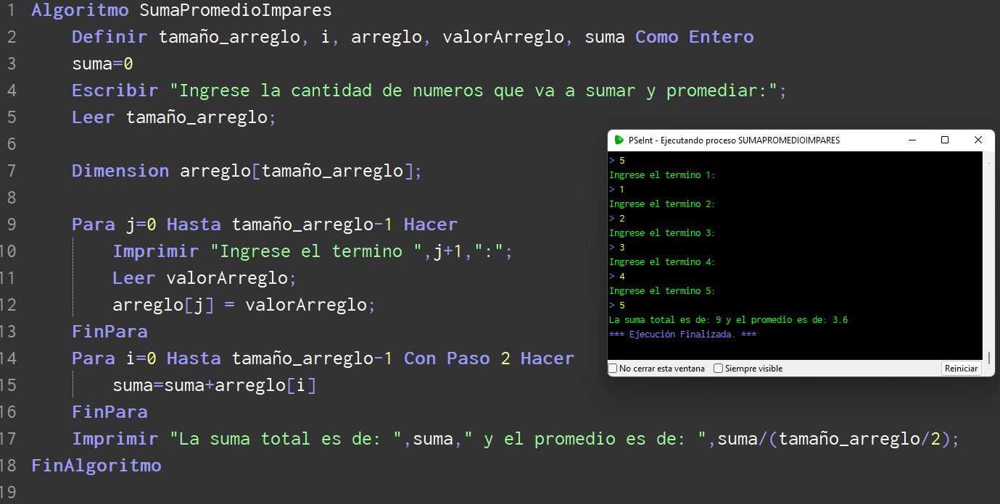 1 Algoritmo SumaPromedioImpares
2 Definir tamaño_arreglo, i, arreglo, valorArreglo, suma Como Entero
3 suma=0
4 Escribir "Ingrese la cantidad de numeros que va a sumar y promediar:";
5 Leer tamaño_arreglo;
6
7 Dimension arreglo[tamaño_arreglo];
8
9 Para j=0 Hasta tamaño_arreglo-1 Hacer
10 Imprimir "Ingrese el termino ",j+1,":";
11 Leer valorArreglo;
12 arreglo[j] = valorArreglo;
13 FinPara
14 Para i=0 Hasta tamaño_arreglo-1 Con Paso 2 Hacer
15 suma=suma+arreglo[i]
16 FinPara
17 Imprimir "La suma total es de: ",suma," y el promedio es de: ",suma/(tamaño_arreglo/2);
18 FinAlgoritmo
19
PSeInt - Ejecutando proceso SUMAPROMEDIOIMPARES
> 5
Ingrese el termino 1:
> 1
Ingrese el termino 2:
> 2
Ingrese el termino 3:
> 3
Ingrese el termino 4:
> 4
Ingrese el termino 5:
> 5
La suma total es de: 9 y el promedio es de: 3.6
*** Ejecución Finalizada. ***
No cerrar esta ventana Siempre visible Reiniciar